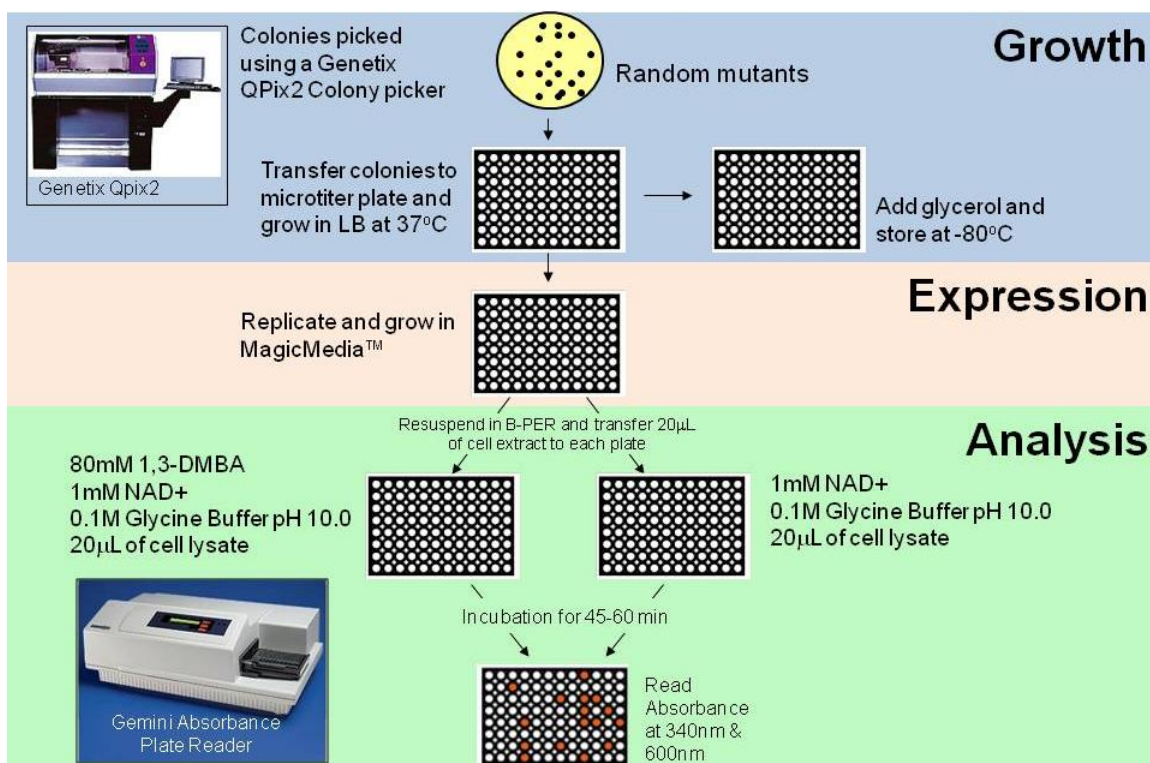 Growth
Colonies picked
using a Genetix
QPix2 Colony picker
Random mutants
Genetix Qpix2
Transfer colonies to
microtiter plate and
grow in LB at 37°C
Add glycerol and
store at -80°C
Expression
Replicate and grow in
MagicMedia™
Analysis
Resuspend in B-PER and transfer 20μL
of cell extract to each plate
80mM 1,3-DMBA
1mM NAD+
0.1M Glycine Buffer pH 10.0
20μL of cell lysate
1mM NAD+
0.1M Glycine Buffer pH 10.0
20μL of cell lysate
Incubation for 45-60 min
Gemini Absorbance
Plate Reader
Read
Absorbance
at 340nm &
600nm